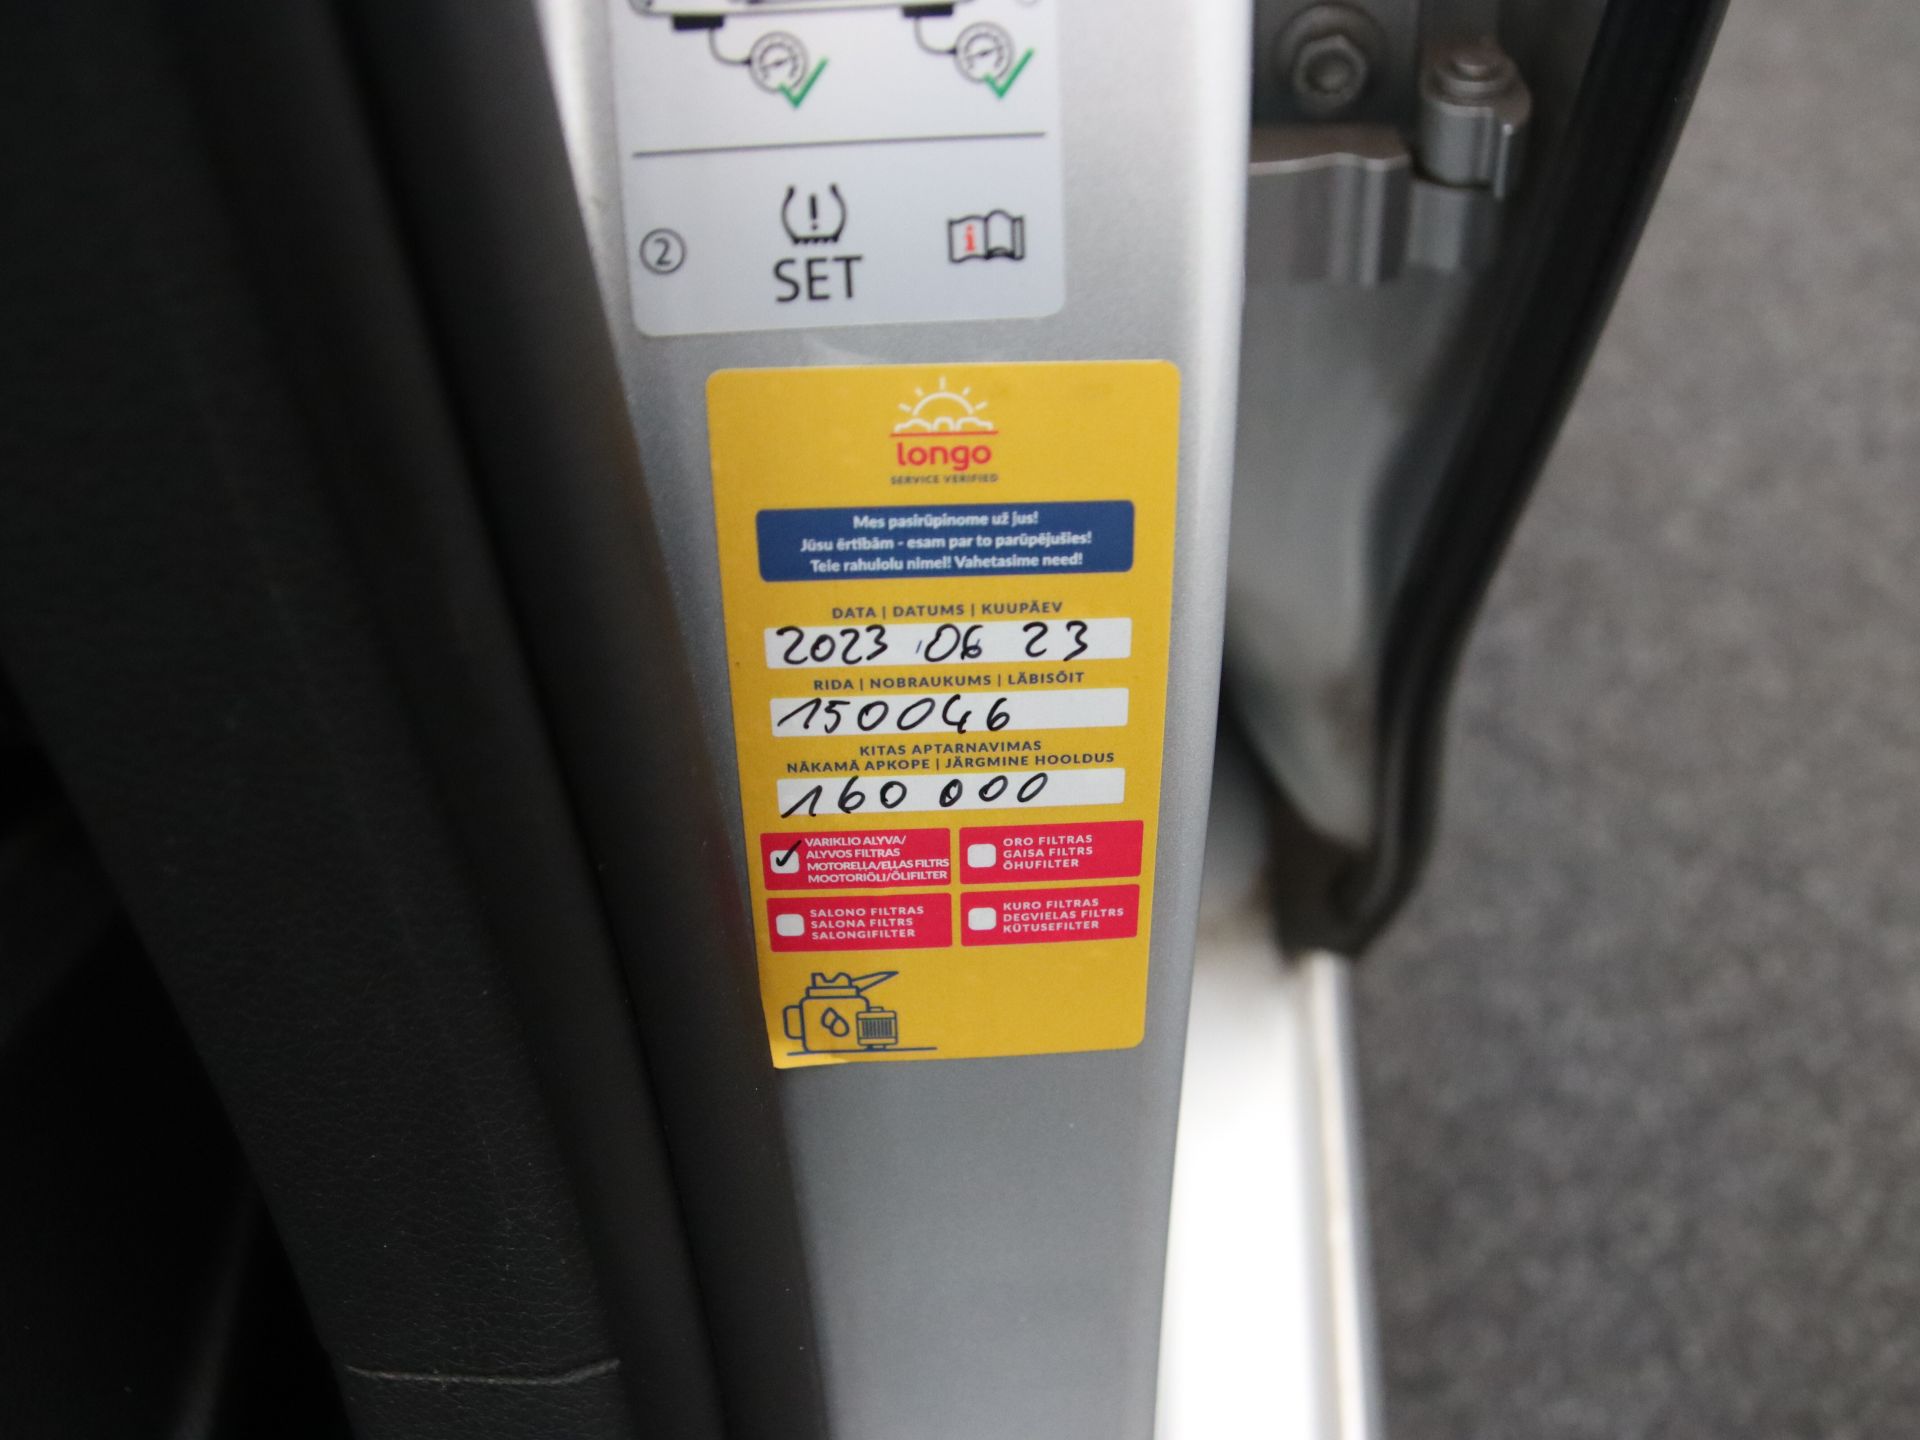 2
SET
i
longo
SERVICE VERIFIED
Mes pasirūpinome už jus!
Jūsu ērtībām - esam par to parūpējušies!
Teie rahulolu nimel! Vahetasime need!
DATA | DATUMS | KUUPÄEV
2023 06 23
RIDA | NOBRAUKUMS | LÄBISÕIT
150046
KITAS APTARNAVIMAS
NĀKAMĀ APKOPE | JÄRGMINE HOOLDUS
160 000
VARIKLIO ALYVA/
ALYVOS FILTRAS
MOTOREĻĻA/EĻĻAS FILTRS
MOOTORIÕLI/ÕLIFILTER
ORO FILTRAS
GAISA FILTRS
ÕHUFILTER
SALONO FILTRAS
SALONA FILTRS
SALONGIFILTER
KURO FILTRAS
DEGVIELAS FILTRS
KÜTUSEFILTER